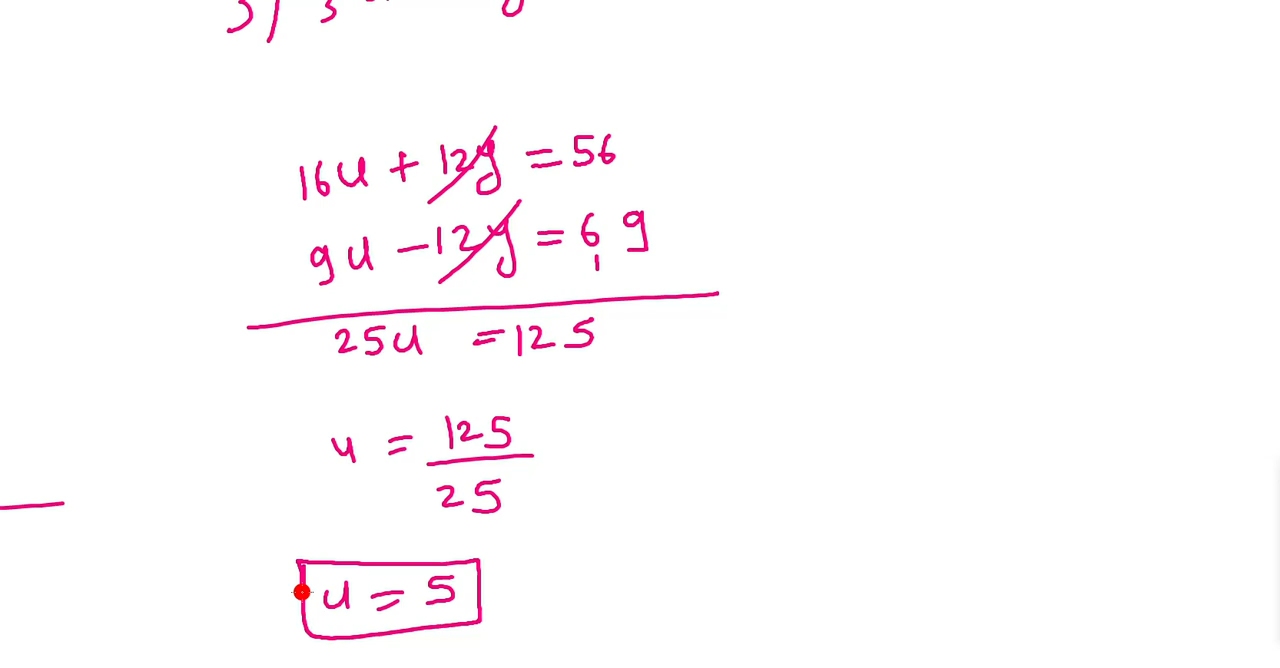 16u + 12y = 56
9u - 12y = 69
25u = 125
u = 125/25
u = 5